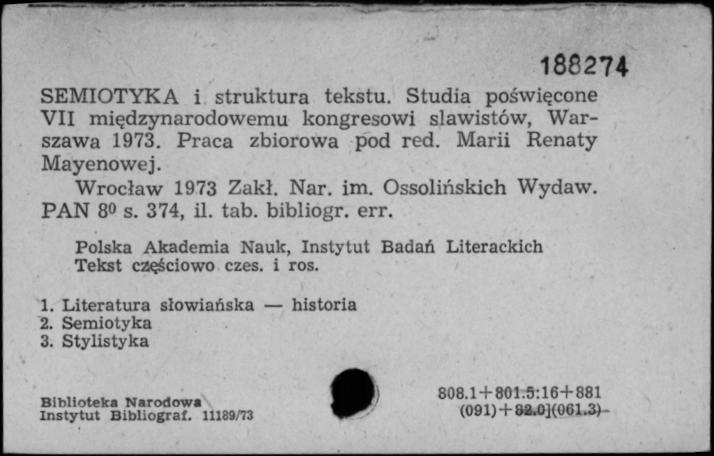 188274
SEMIOTYKA i struktura tekstu. Studia poświęcone
VII międzynarodowemu kongresowi slawistów, War-
szawa 1973. Praca zbiorowa pod red. Marii Renaty
Mayenowej.
Wrocław 1973 Zakł. Nar. im. Ossolińskich Wydaw.
PAN 8⁰ s. 374, il. tab. bibliogr. err.
Polska Akademia Nauk, Instytut Badań Literackich
Tekst częściowo czes. i ros.
1. Literatura słowiańska — historia
2. Semiotyka
3. Stylistyka
808.1+801.5:16+881
Biblioteka Narodowa
(091)+82.0](061.3)
Instytut Bibliograf. 11189/73